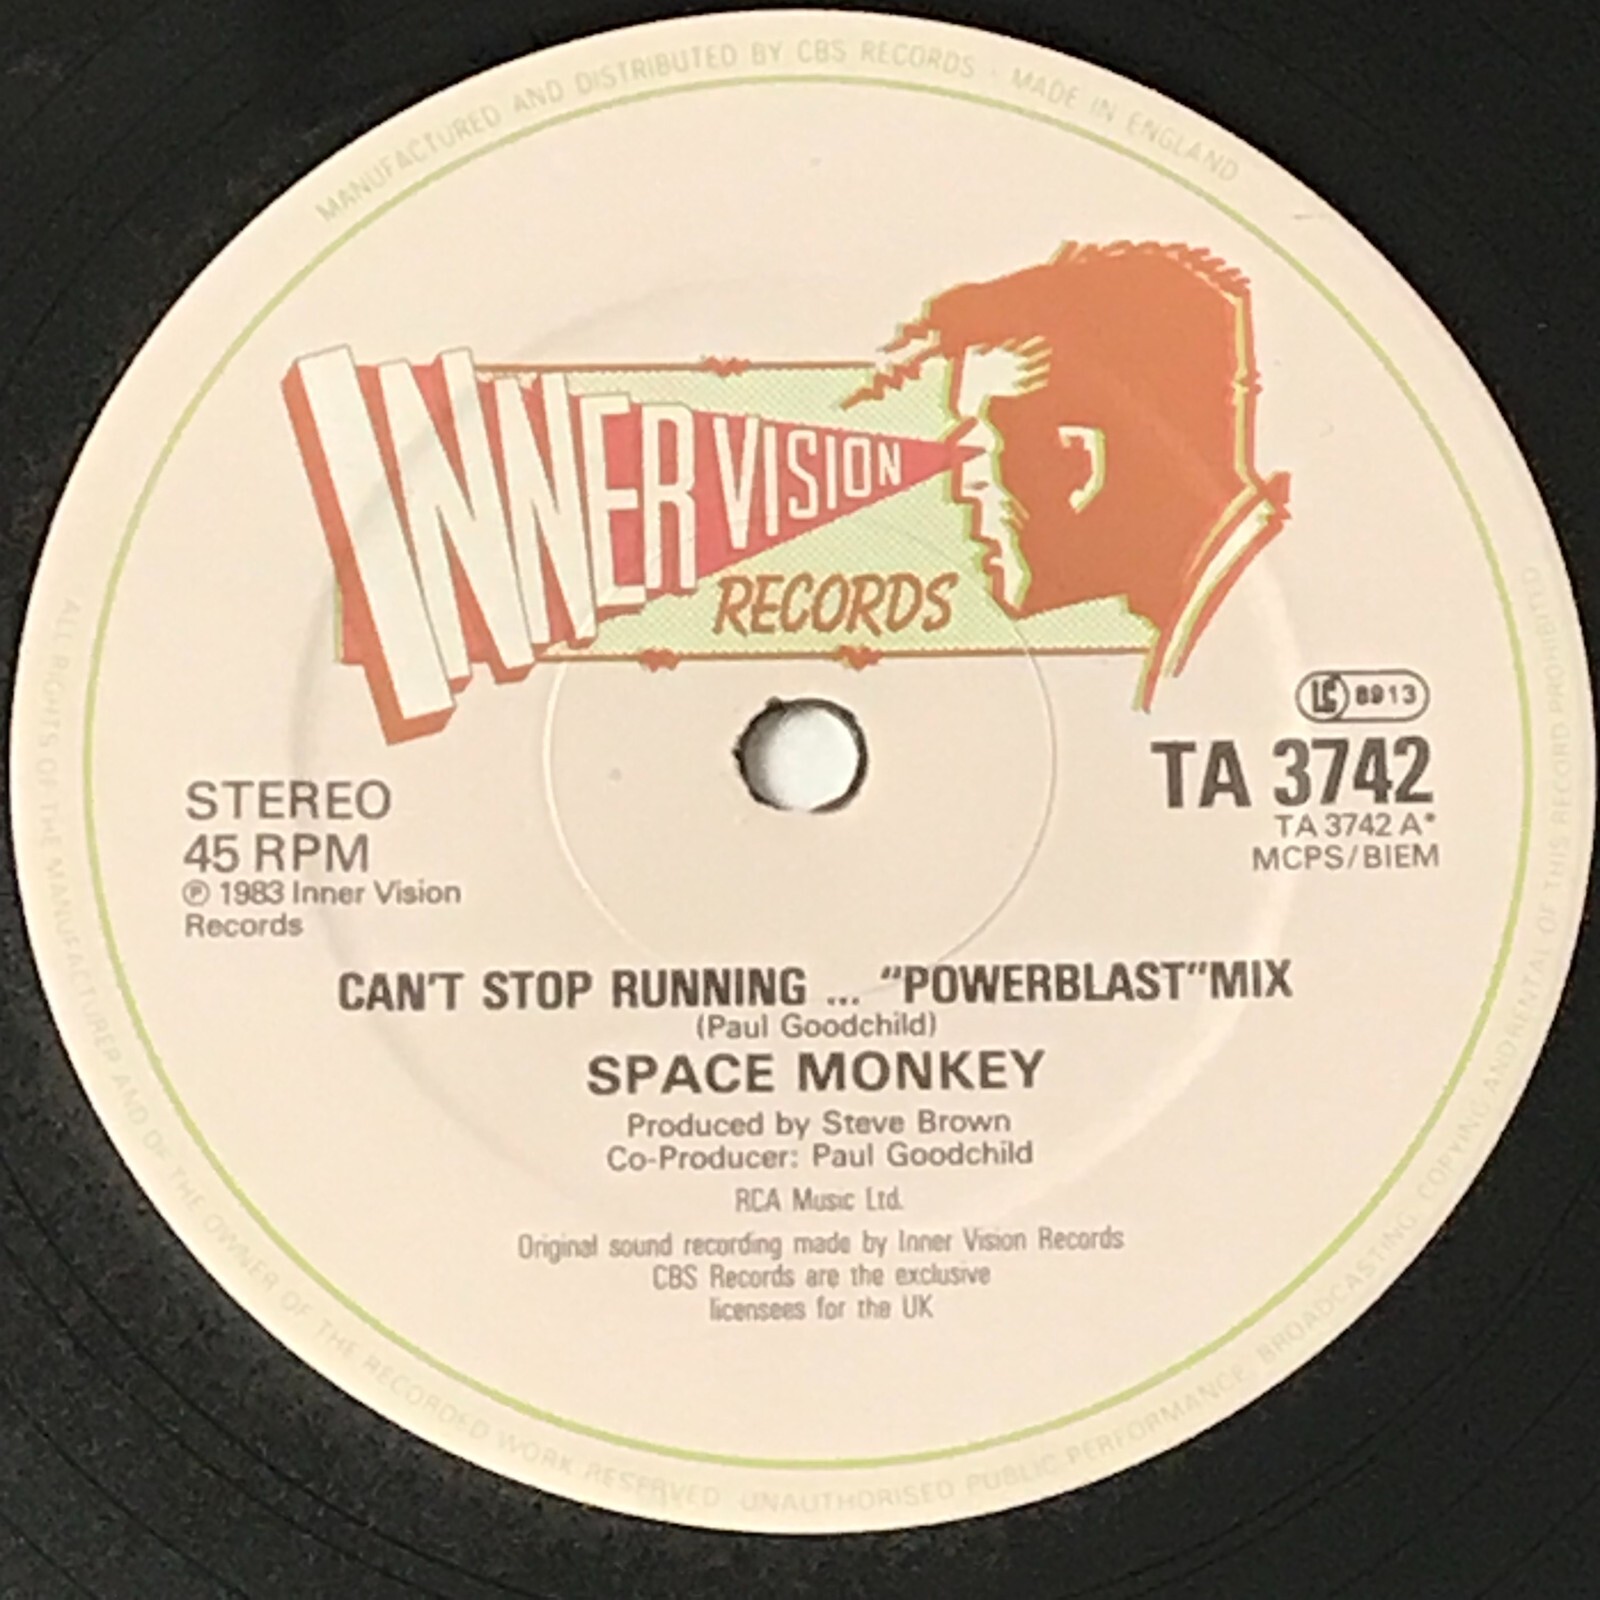 MANUFACTURED AND DISTRIBUTED BY CBS RECORDS · MADE IN ENGLAND
INNERVISION
RECORDS
LC 8913
TA 3742
TA 3742 A*
MCPS/BIEM
STEREO
45 RPM
℗ 1983 Inner Vision
Records
CAN'T STOP RUNNING ... "POWERBLAST"MIX
(Paul Goodchild)
SPACE MONKEY
Produced by Steve Brown
Co-Producer: Paul Goodchild
RCA Music Ltd.
Original sound recording made by Inner Vision Records
CBS Records are the exclusive
licensees for the UK
ALL RIGHTS OF THE MANUFACTURER AND OF THE OWNER OF THE RECORDED WORK RESERVED UNAUTHORISED PUBLIC PERFORMANCE, BROADCASTING, COPYING AND RENTAL OF THIS RECORD PROHIBITED